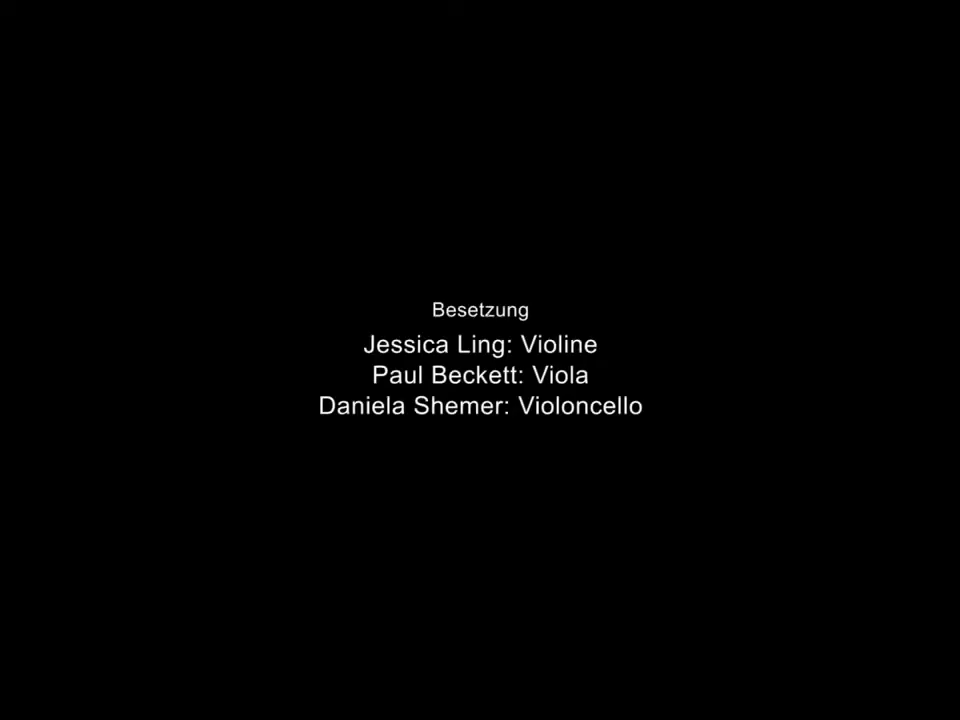 Besetzung
Jessica Ling: Violine
Paul Beckett: Viola
Daniela Shemer: Violoncello